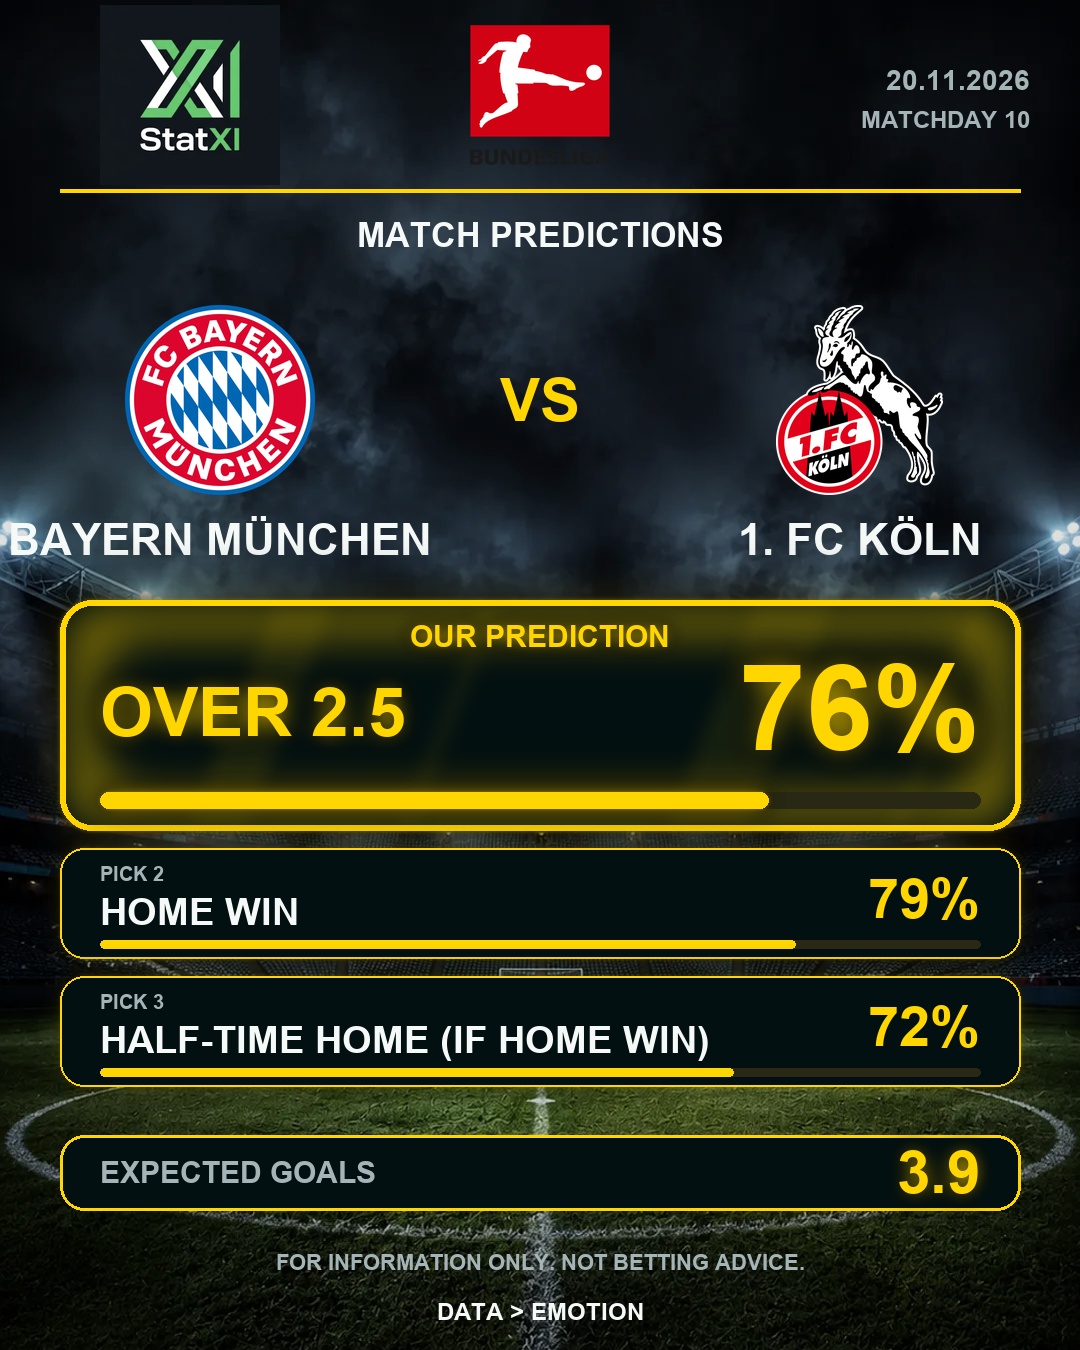 StatXI
BUNDESLIGA
20.11.2026
MATCHDAY 10
MATCH PREDICTIONS
FC BAYERN
MÜNCHEN
VS
1.FC
KÖLN
BAYERN MÜNCHEN
1. FC KÖLN
OUR PREDICTION
OVER 2.5
76%
PICK 2
HOME WIN
79%
PICK 3
HALF-TIME HOME (IF HOME WIN)
72%
EXPECTED GOALS
3.9
FOR INFORMATION ONLY. NOT BETTING ADVICE.
DATA > EMOTION